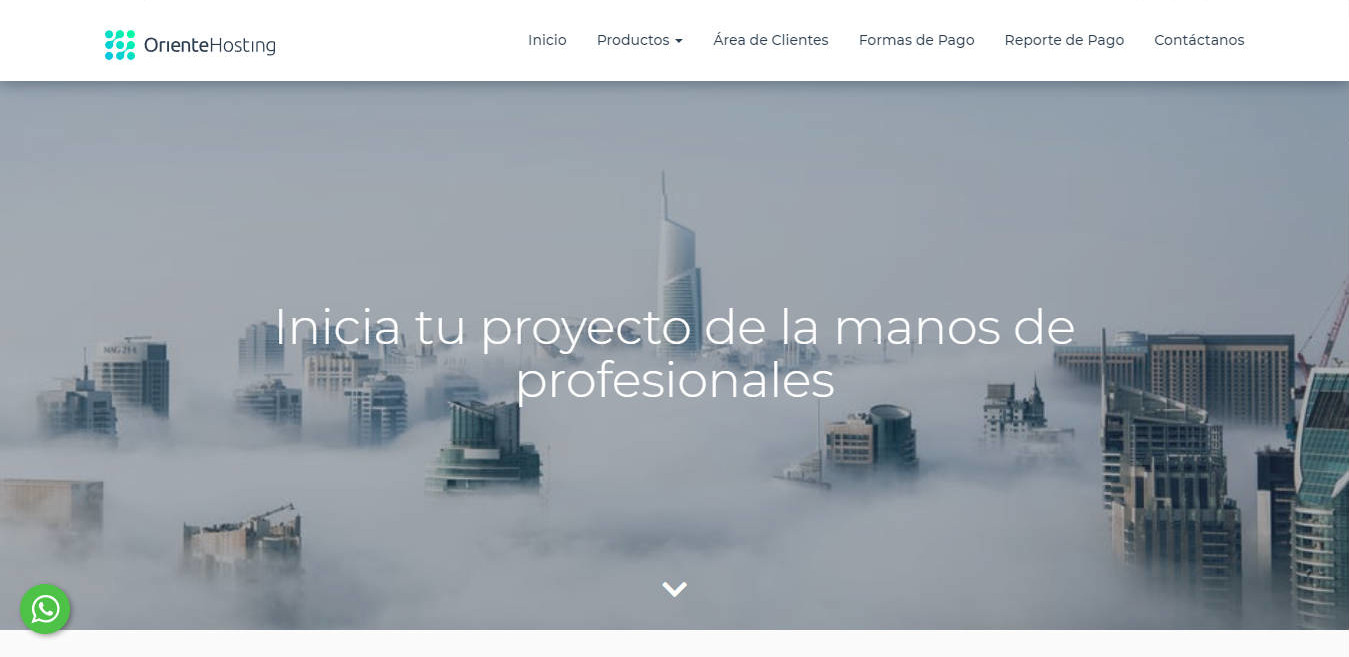 OrienteHosting
Inicio Productos Área de Clientes Formas de Pago Reporte de Pago Contáctanos
Inicia tu proyecto de la manos de
profesionales